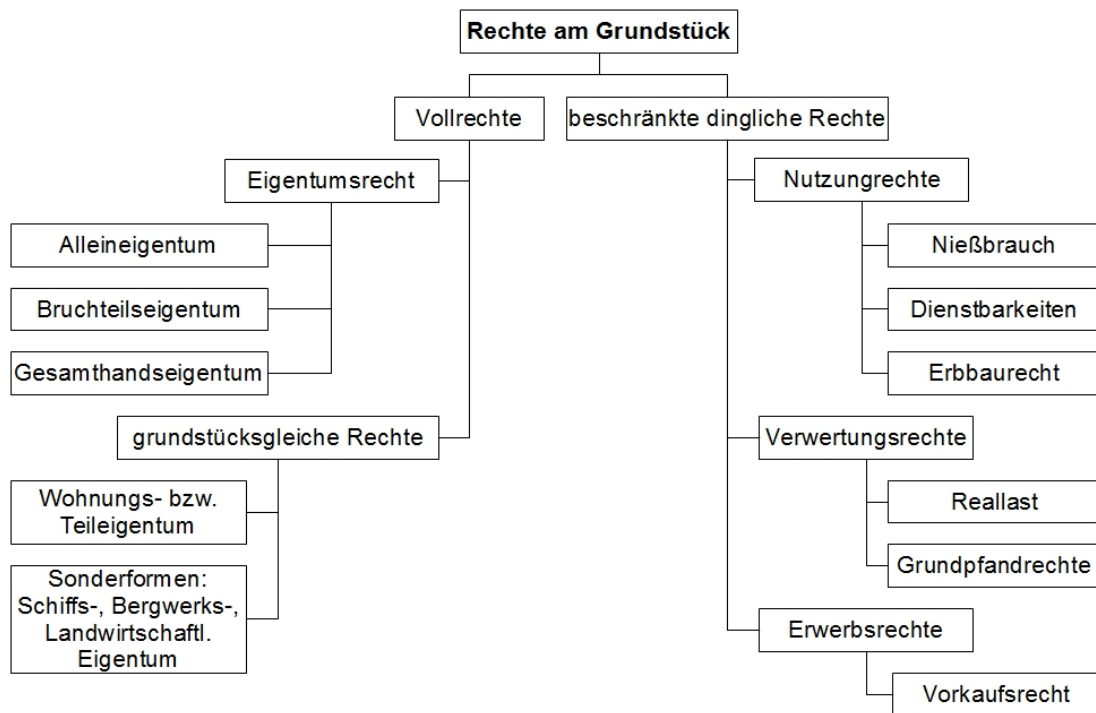 Rechte am Grundstück
Vollrechte
beschränkte dingliche Rechte
Eigentumsrecht
Nutzungrechte
Alleineigentum
Nießbrauch
Bruchteilseigentum
Dienstbarkeiten
Gesamthandseigentum
Erbbaurecht
grundstücksgleiche Rechte
Verwertungsrechte
Wohnungs- bzw.
Teileigentum
Reallast
Grundpfandrechte
Sonderformen:
Schiffs-, Bergwerks-,
Landwirtschaftl.
Eigentum
Erwerbsrechte
Vorkaufsrecht